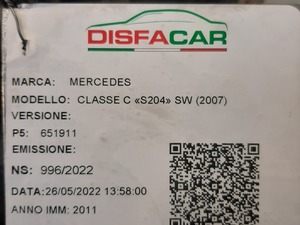 DISFACAR
MARCA: MERCEDES
MODELLO: CLASSE C «S204» SW (2007)
VERSIONE:
P5: 651911
EMISSIONE:
NS: 996/2022
DATA:26/05/2022 13:58:00
ANNO IMM: 2011